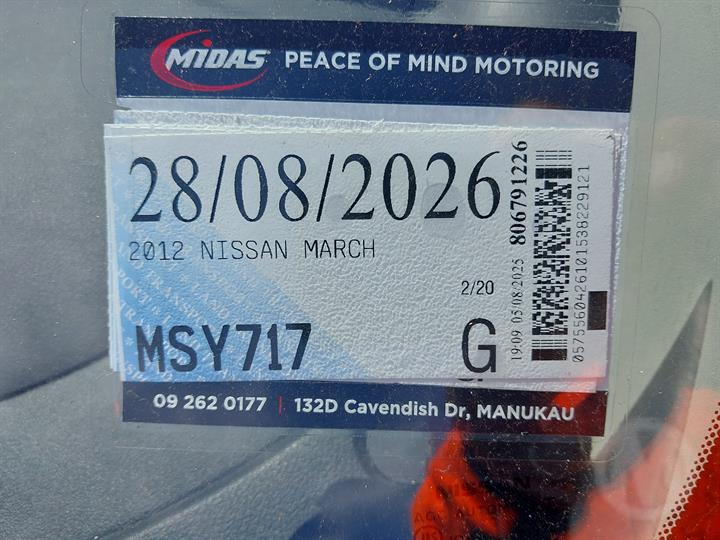 MIDAS PEACE OF MIND MOTORING
28/08/2026
2012 NISSAN MARCH
2/20
MSY717 G
19:09 05/08/2025 806791226
0575560426101538229121
09 262 0177 | 132D Cavendish Dr, MANUKAU
NISSAN